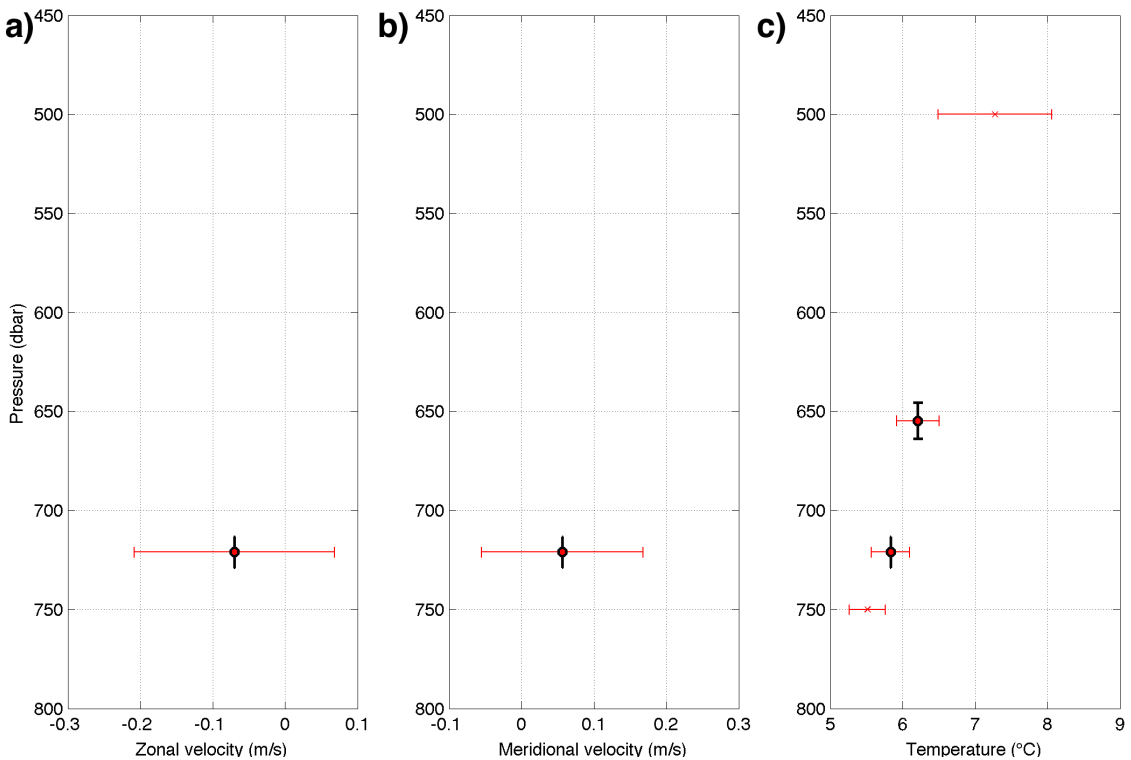 a)
450
500
550
600
650
700
750
800
Pressure (dbar)
-0.3 -0.2 -0.1 0 0.1
Zonal velocity (m/s)
b)
450
500
550
600
650
700
750
800
-0.1 0 0.1 0.2 0.3
Meridional velocity (m/s)
c)
450
500
550
600
650
700
750
800
5 6 7 8 9
Temperature (°C)